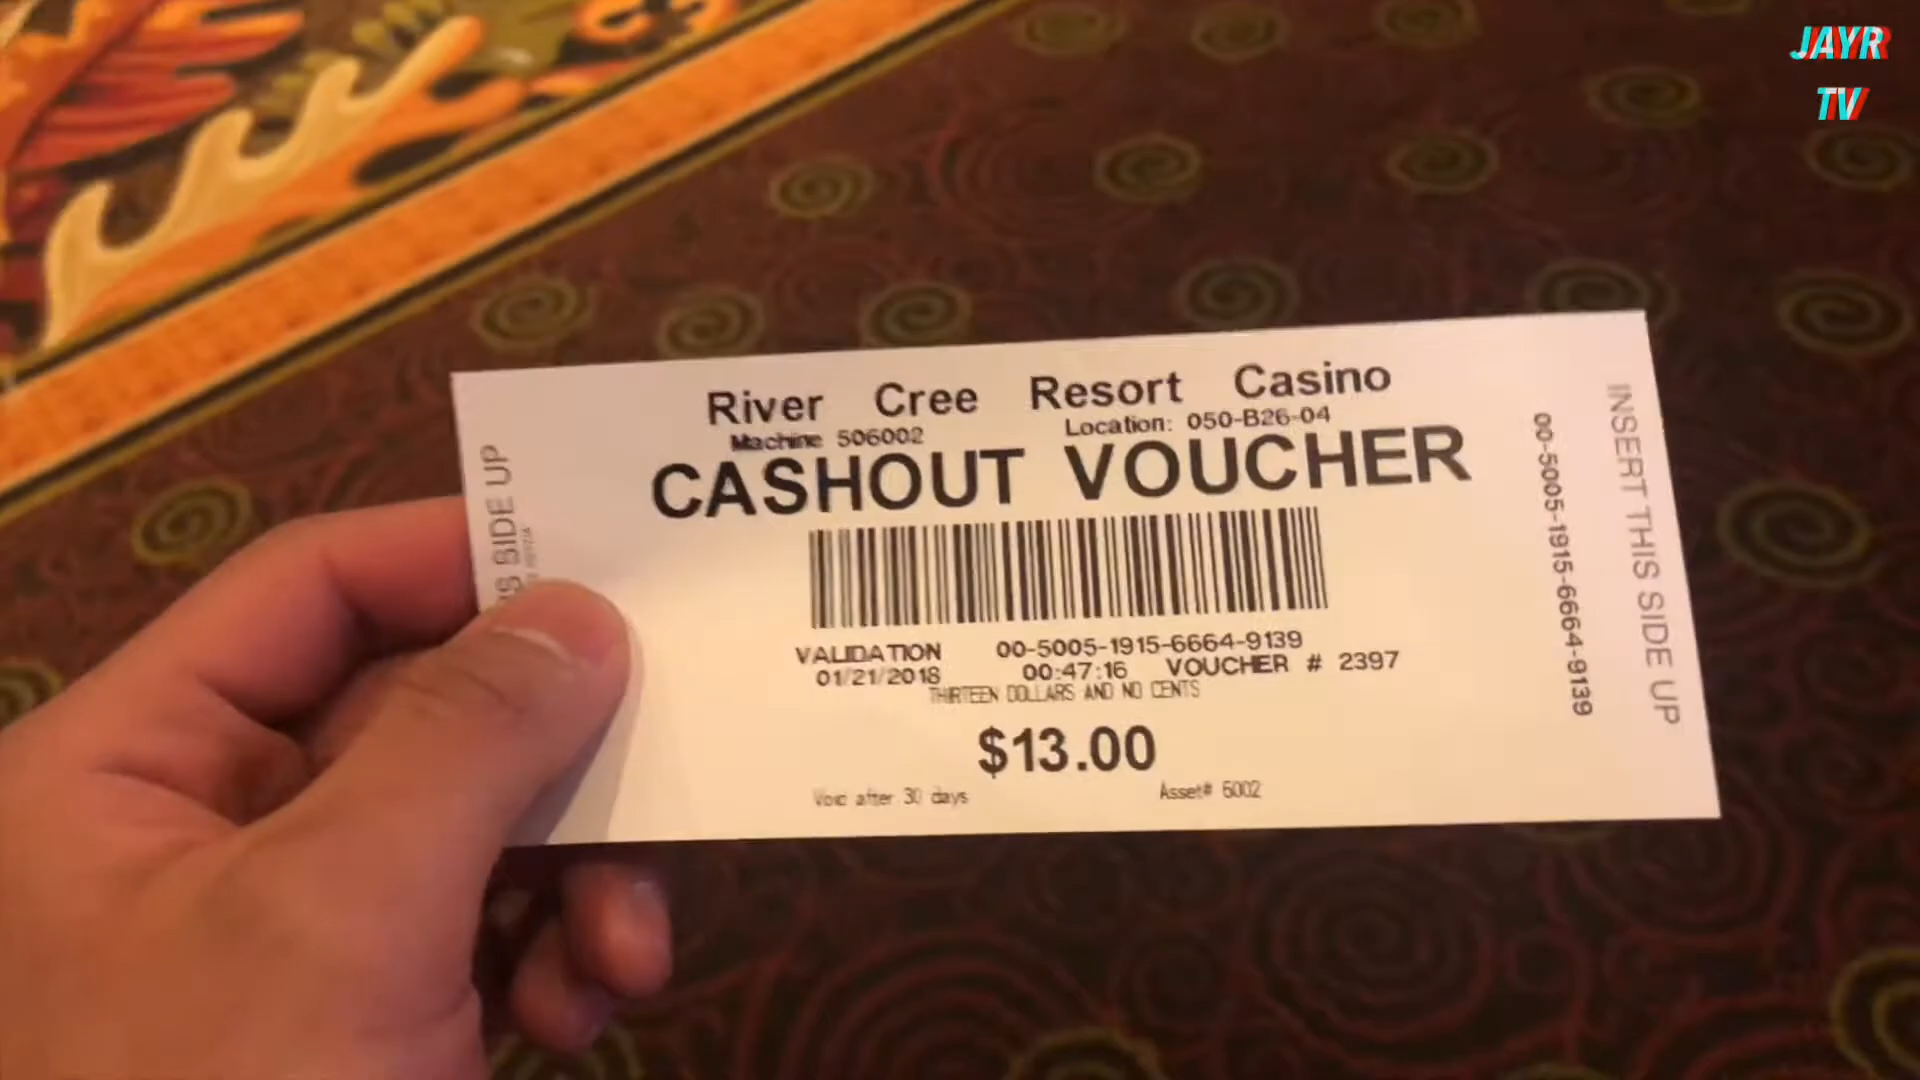 JAYR
TV
River Cree Resort Casino
Machine 506002 Location: 050-B26-04
CASHOUT VOUCHER
VALIDATION 00-5005-1915-6664-9139
01/21/2018 00:47:16 VOUCHER # 2397
THIRTEEN DOLLARS AND NO CENTS
$13.00
Void after 30 days Asset# 6002
SIDE UP
00-5005-1915-6664-9139
INSERT THIS SIDE UP